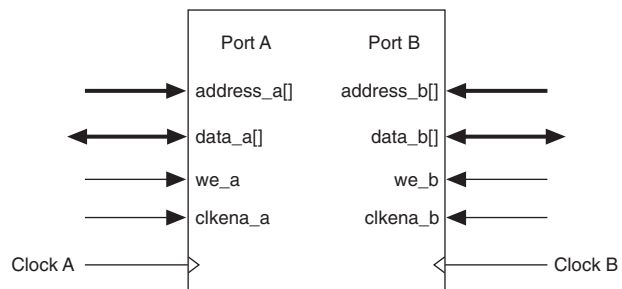 Port A Port B
address_a[] address_b[]
data_a[] data_b[]
we_a we_b
clkena_a clkena_b
Clock A Clock B